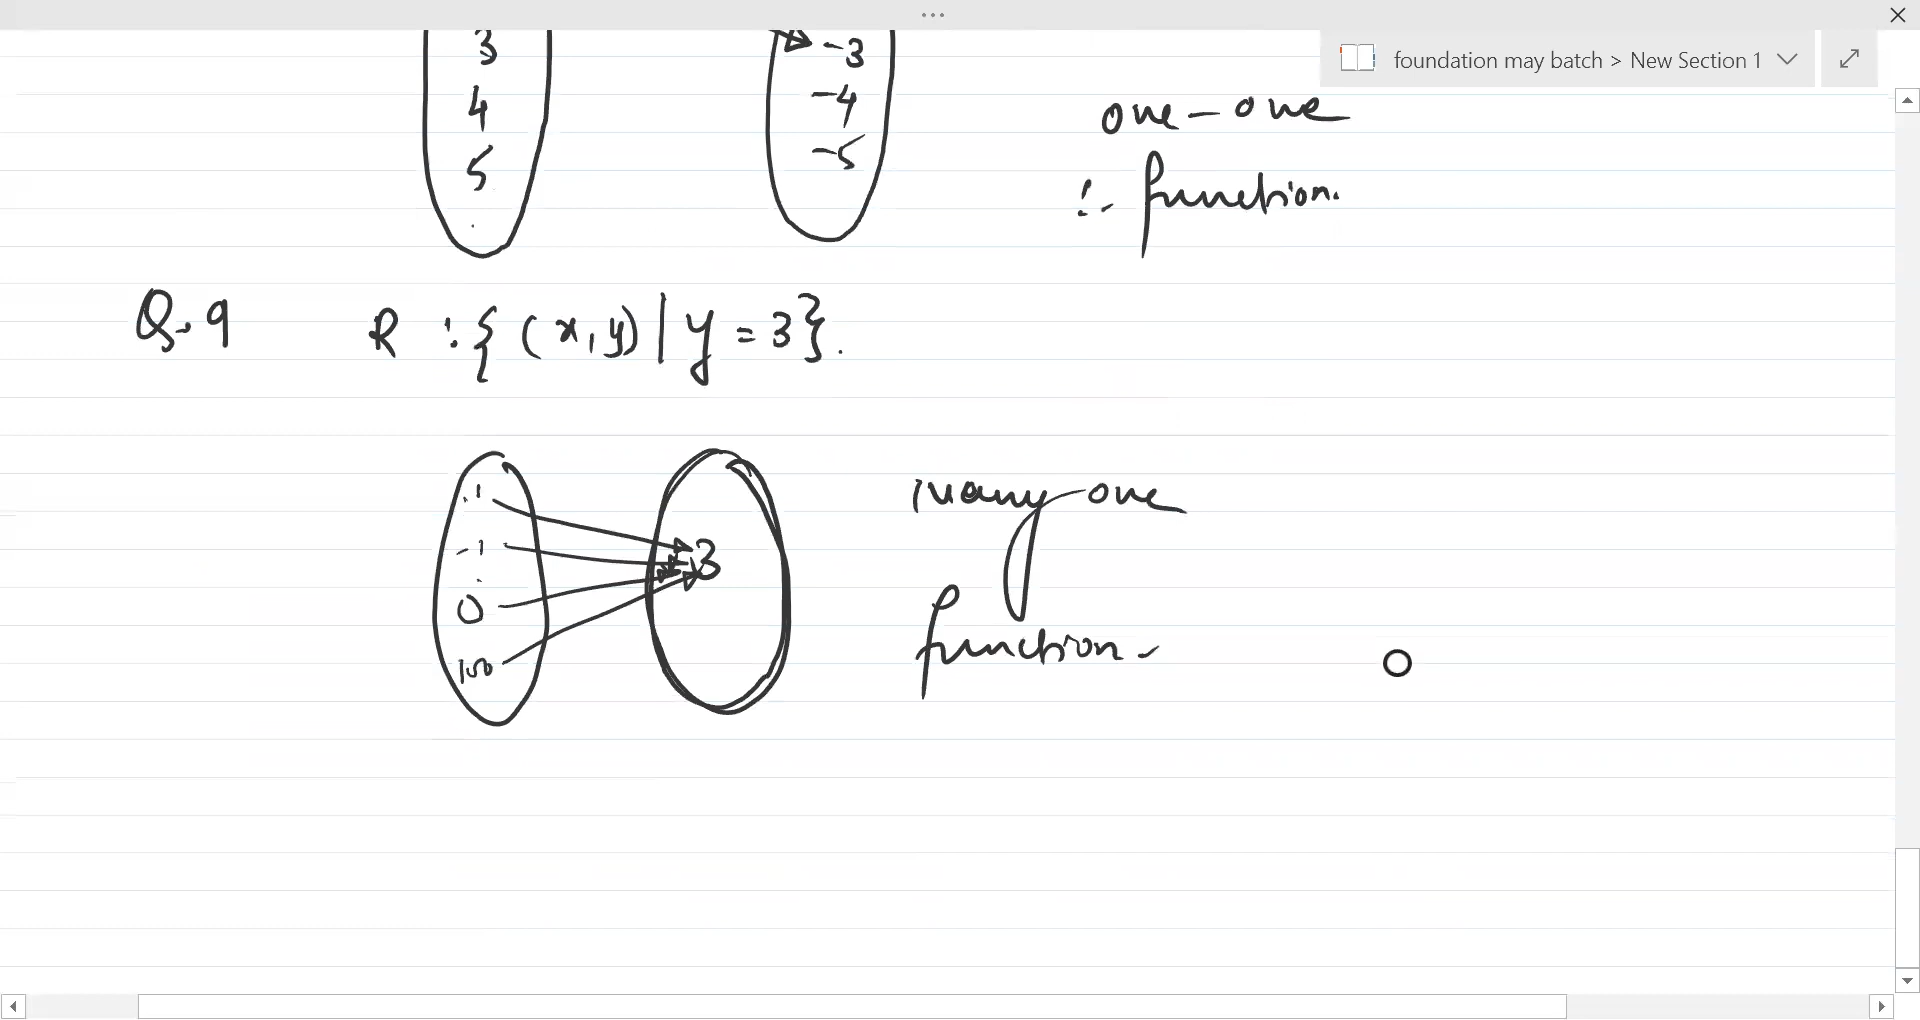 foundation may batch > New Section 1
3
4
5
-3
-4
-5
one-one
∴ function.
Q.9 R : { (x,y) | y = 3 }.
1
-1
0
100
3
many-one
function